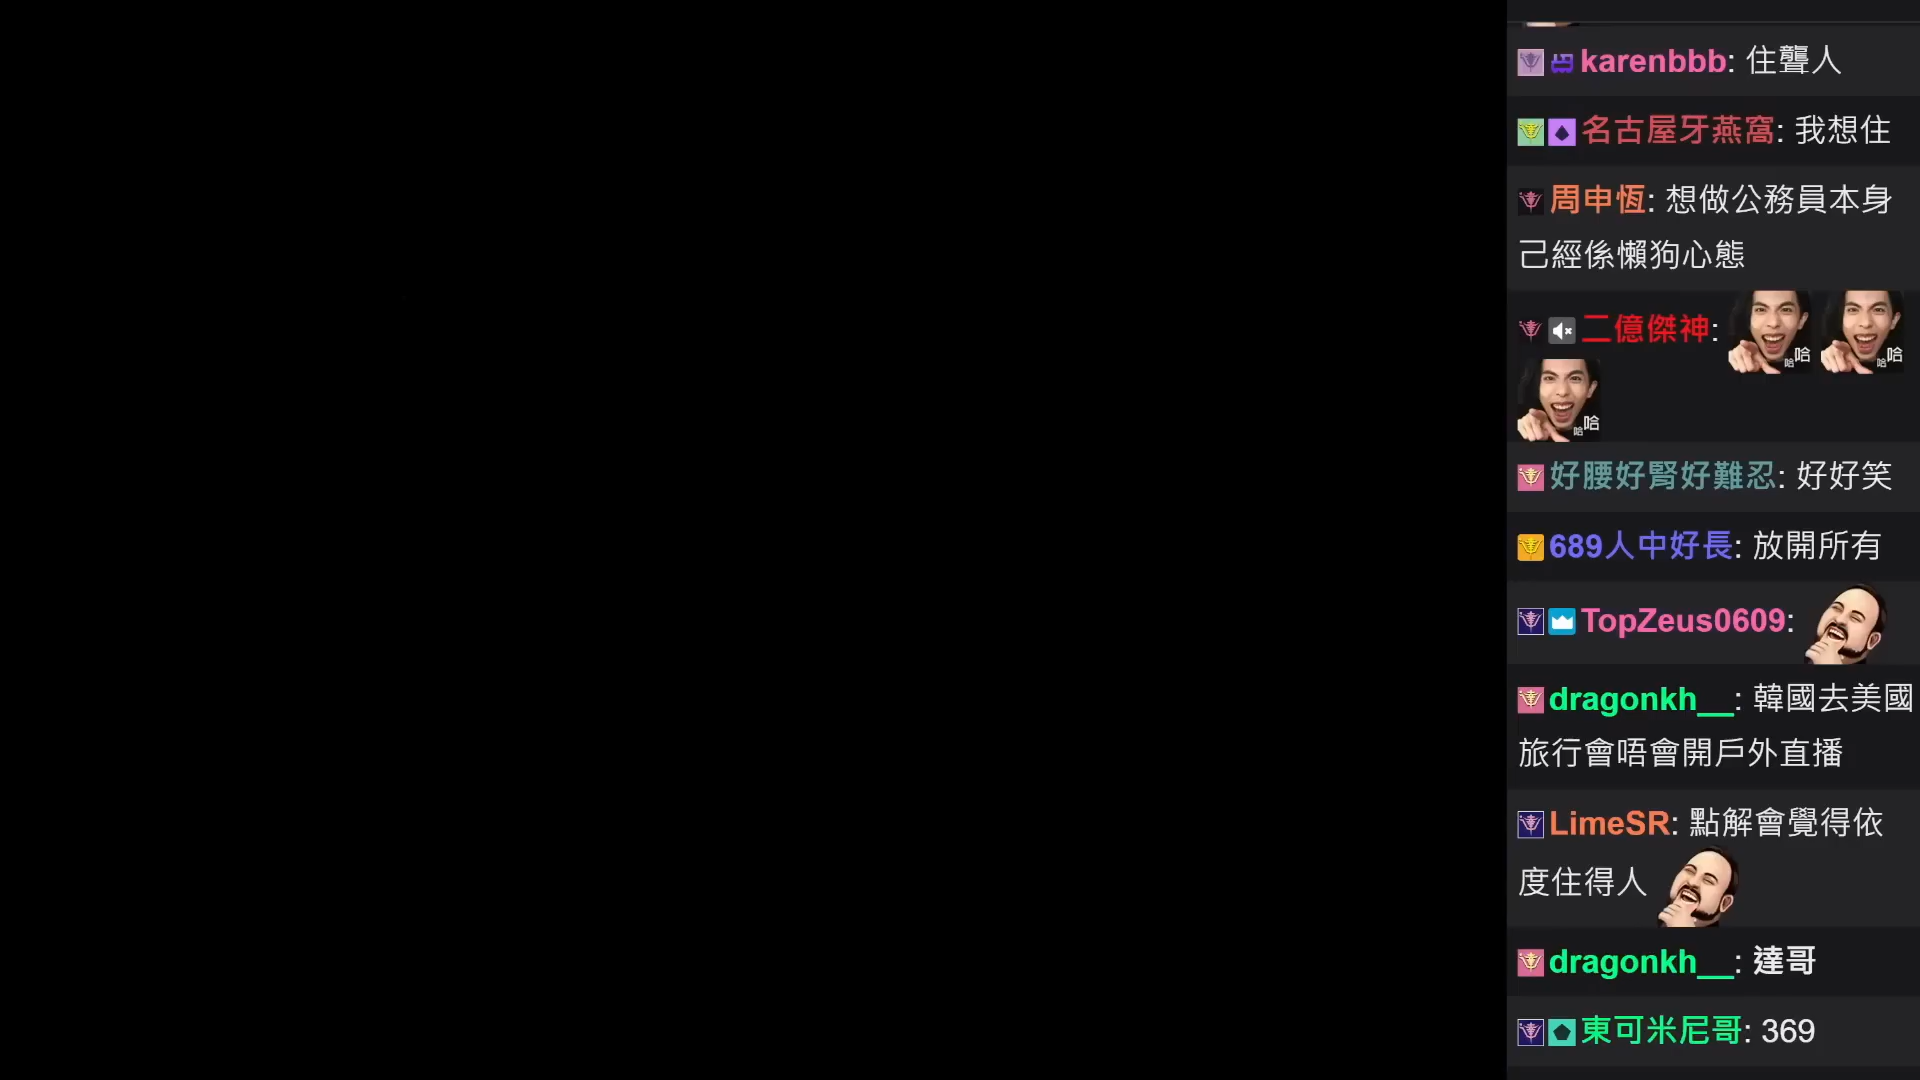 karenbbb: 住聾人
名古屋牙燕窩: 我想住
周申恆: 想做公務員本身
己經係懶狗心態
二億傑神: 哈哈 哈哈
哈哈
好腰好腎好難忍: 好好笑
689人中好長: 放開所有
TopZeus0609:
dragonkh__: 韓國去美國
旅行會唔會開戶外直播
LimeSR: 點解會覺得依
度住得人
dragonkh__: 達哥
東可米尼哥: 369